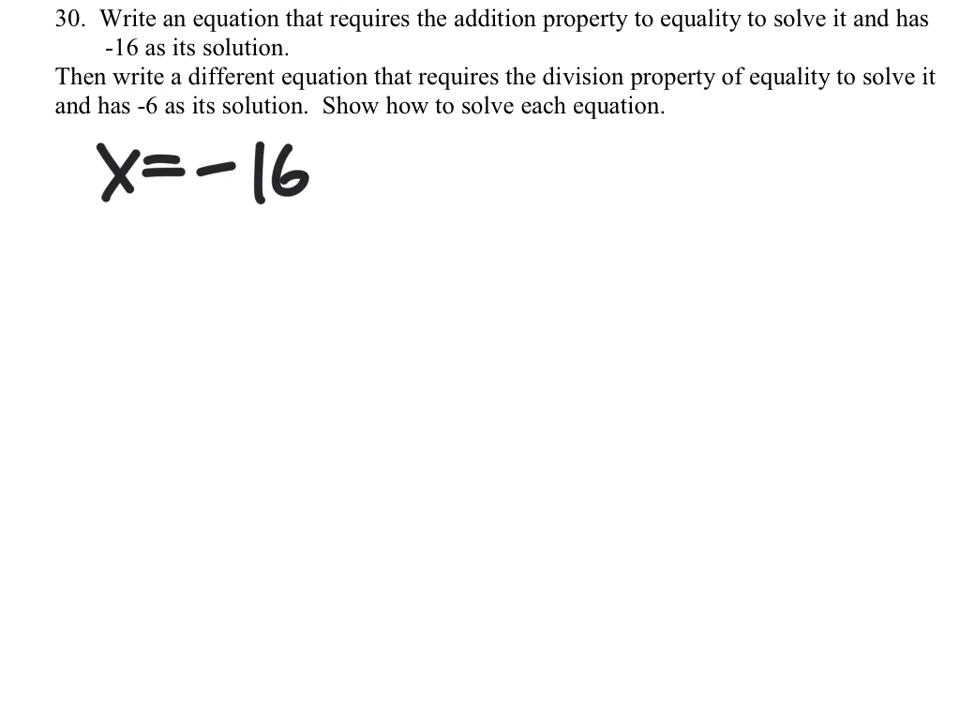 30. Write an equation that requires the addition property to equality to solve it and has
-16 as its solution.
Then write a different equation that requires the division property of equality to solve it
and has -6 as its solution. Show how to solve each equation.
x=-16